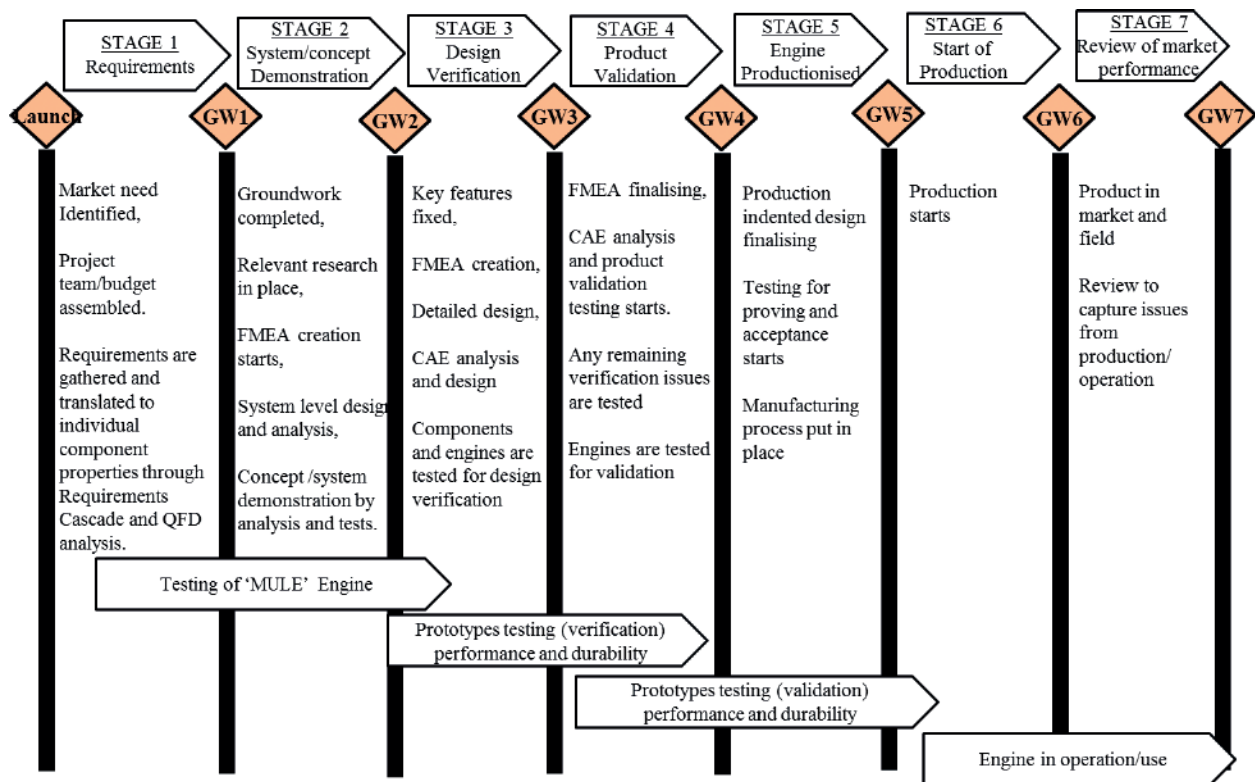 STAGE 1
Requirements
STAGE 2
System/concept
Demonstration
STAGE 3
Design
Verification
STAGE 4
Product
Validation
STAGE 5
Engine
Productionised
STAGE 6
Start of
Production
STAGE 7
Review of market
performance
Launch
GW1
GW2
GW3
GW4
GW5
GW6
GW7
Market need
Identified,
Project
team/budget
assembled.
Requirements are
gathered and
translated to
individual
component
properties through
Requirements
Cascade and QFD
analysis.
Groundwork
completed,
Relevant research
in place,
FMEA creation
starts,
System level design
and analysis,
Concept /system
demonstration by
analysis and tests.
Key features
fixed,
FMEA creation,
Detailed design,
CAE analysis
and design
Components
and engines are
tested for design
verification
FMEA finalising,
CAE analysis
and product
validation
testing starts.
Any remaining
verification issues
are tested
Engines are tested
for validation
Production
indented design
finalising
Testing for
proving and
acceptance
starts
Manufacturing
process put in
place
Production
starts
Product in
market and
field
Review to
capture issues
from
production/
operation
Testing of ‘MULE’ Engine
Prototypes testing (verification)
performance and durability
Prototypes testing (validation)
performance and durability
Engine in operation/use